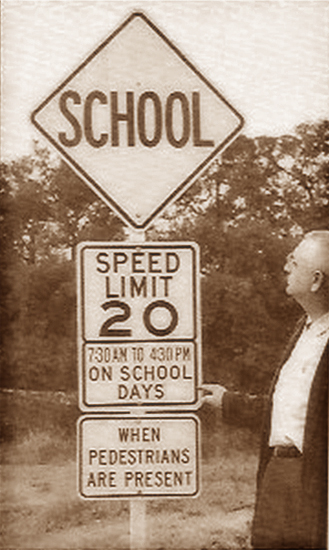 SCHOOL
SPEED
LIMIT
20
7:30 AM TO 4:30 PM
ON SCHOOL
DAYS
WHEN
PEDESTRIANS
ARE PRESENT